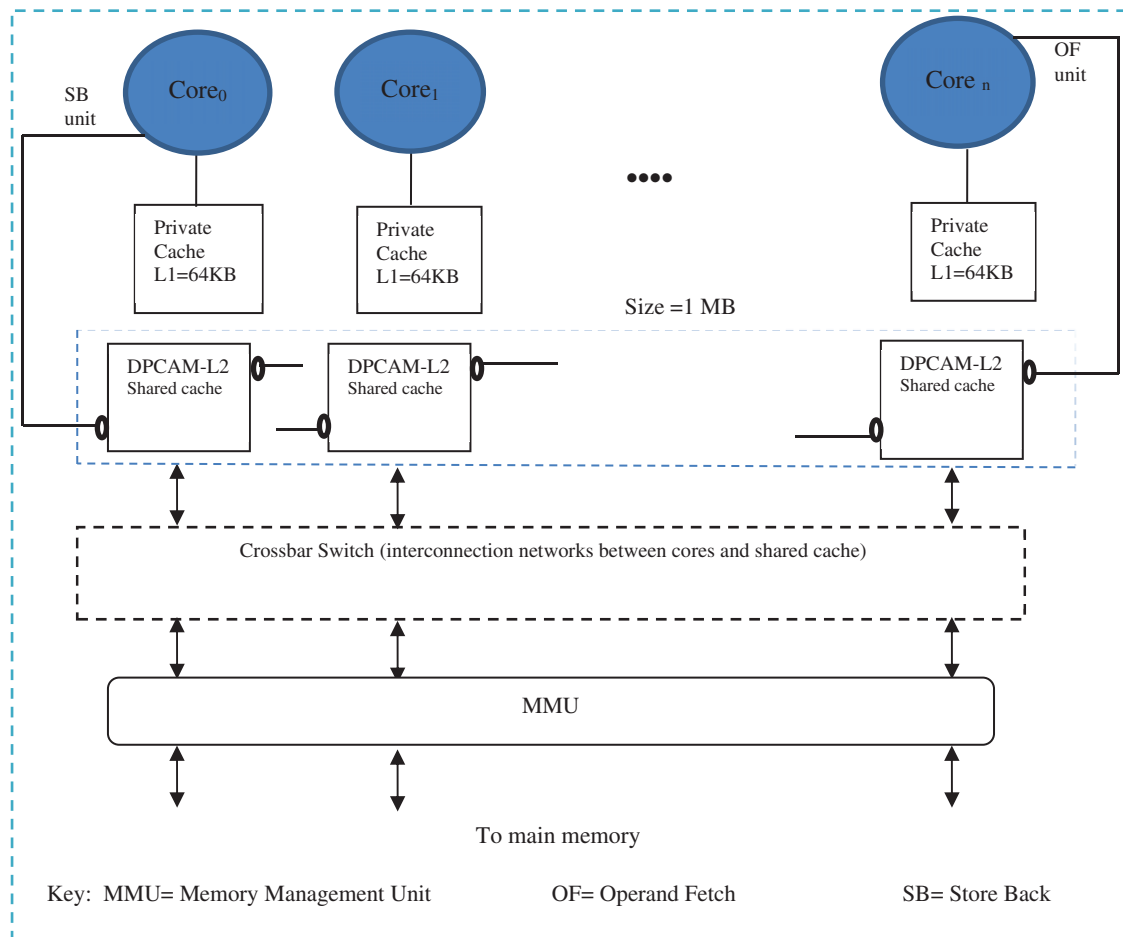 Core0
Core1
Core n
OF
unit
SB
unit
Private
Cache
L1=64KB
Private
Cache
L1=64KB
Private
Cache
L1=64KB
Size =1 MB
DPCAM-L2
Shared cache
DPCAM-L2
Shared cache
DPCAM-L2
Shared cache
Crossbar Switch (interconnection networks between cores and shared cache)
MMU
To main memory
Key: MMU= Memory Management Unit OF= Operand Fetch SB= Store Back